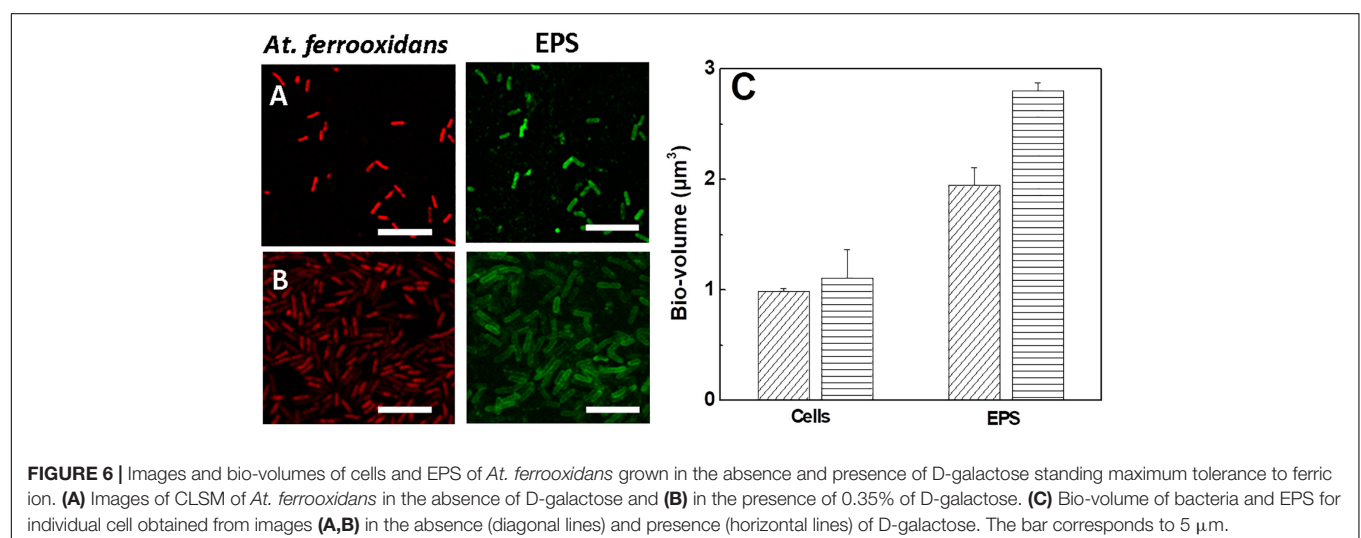 At. ferrooxidans
EPS
A
B
C
3
2
1
0
Bio-volume (µm³)
Cells
EPS
FIGURE 6 | Images and bio-volumes of cells and EPS of At. ferrooxidans grown in the absence and presence of D-galactose standing maximum tolerance to ferric
ion. (A) Images of CLSM of At. ferrooxidans in the absence of D-galactose and (B) in the presence of 0.35% of D-galactose. (C) Bio-volume of bacteria and EPS for
individual cell obtained from images (A,B) in the absence (diagonal lines) and presence (horizontal lines) of D-galactose. The bar corresponds to 5 µm.